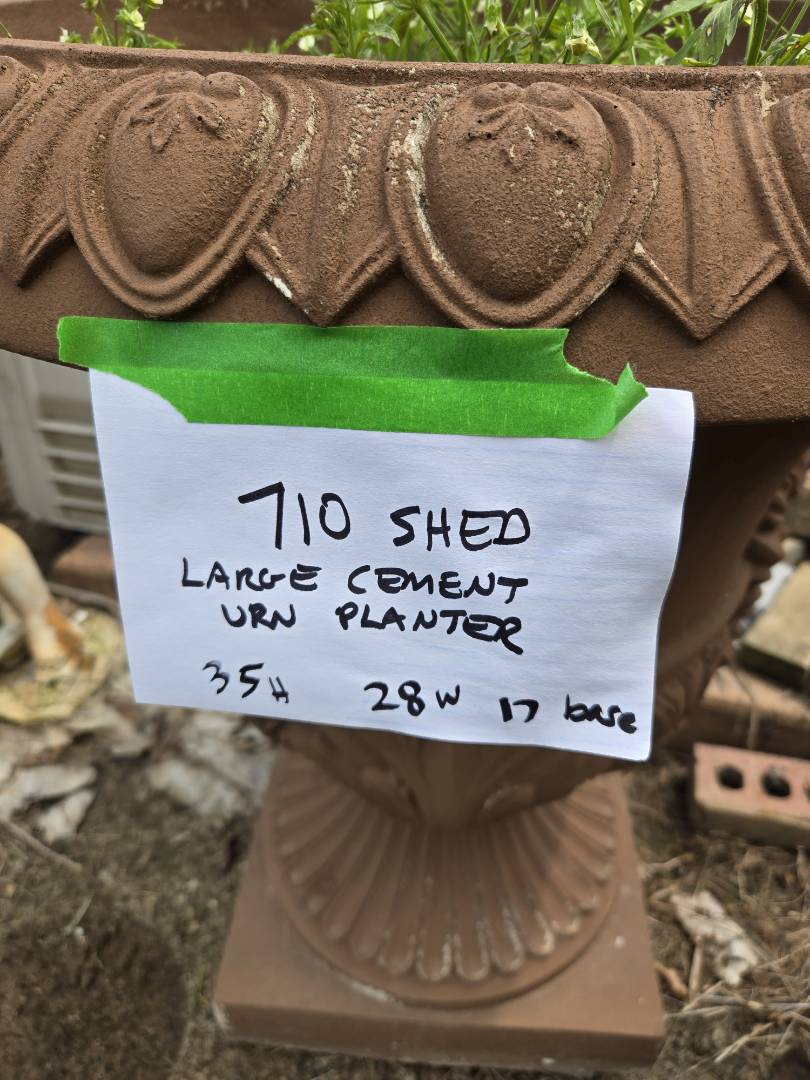 710 SHED
LARGE CEMENT
URN PLANTER
35H 28W 17 base